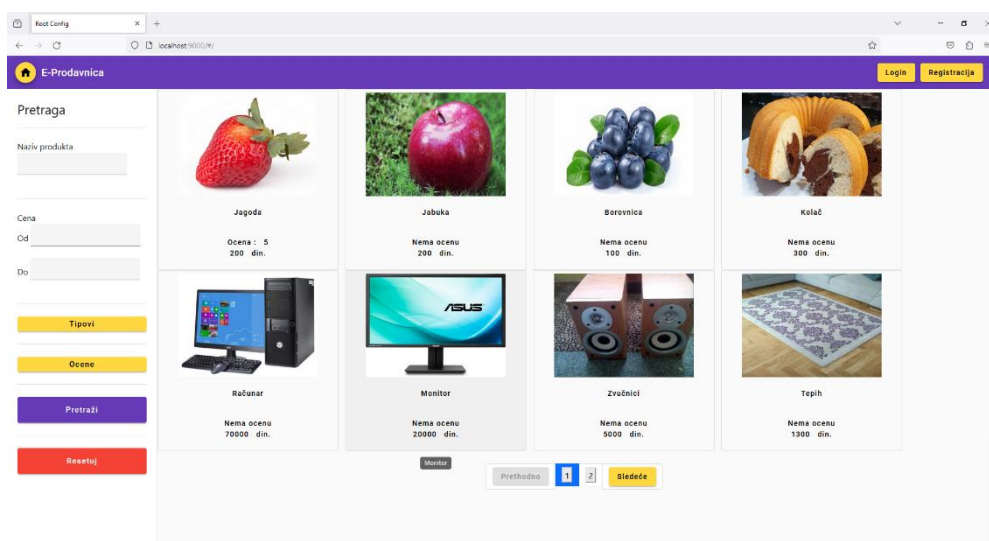 Root Config
localhost:9000/#/
E-Prodavnica
Login
Registracija
Pretraga
Naziv produkta
Cena
Od
Do
Tipovi
Ocene
Pretraži
Resetuj
Jagoda
Ocena : 5
200 din.
Jabuka
Nema ocenu
200 din.
Borovnica
Nema ocenu
100 din.
Kolač
Nema ocenu
300 din.
Računar
Nema ocenu
70000 din.
ASUS
Monitor
Nema ocenu
20000 din.
Zvučnici
Nema ocenu
5000 din.
Tepih
Nema ocenu
1300 din.
Monitor
Prethodno
1
2
Sledeće